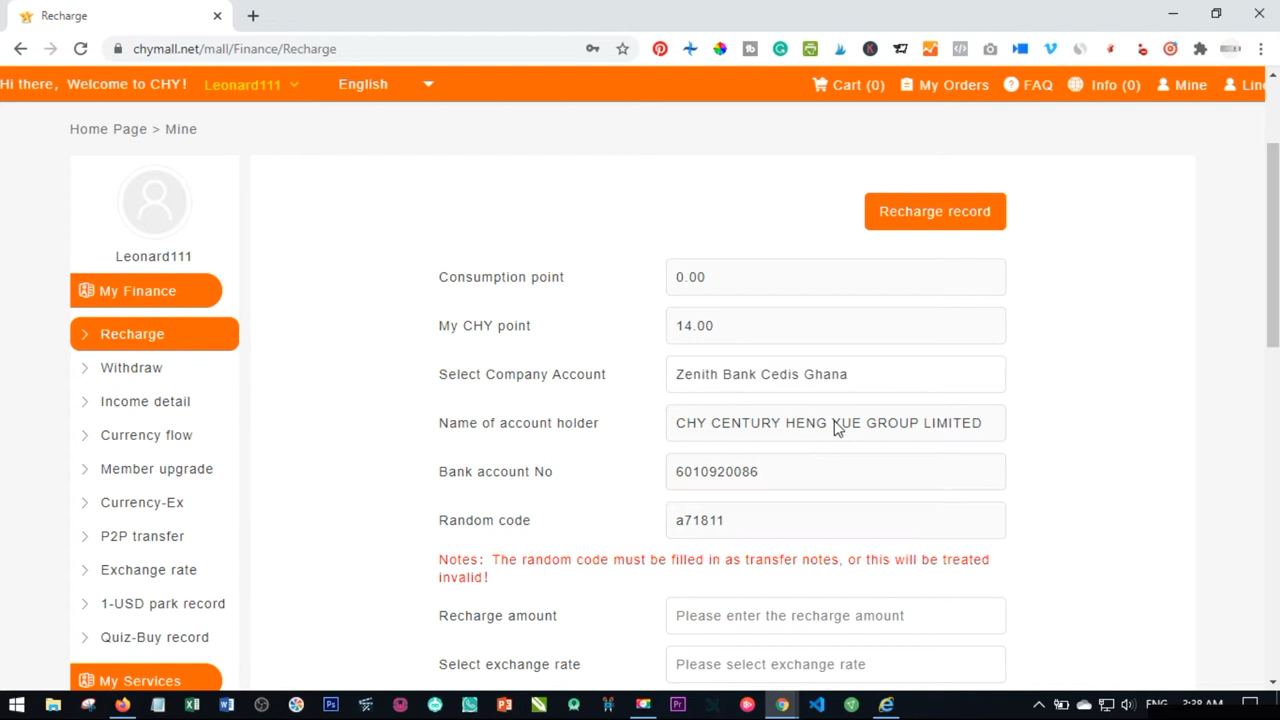 Recharge
chymall.net/mall/Finance/Recharge
Hi there, Welcome to CHY! Leonard111 English Cart (0) My Orders FAQ Info (0) Mine
Home Page > Mine
Leonard111
My Finance
Recharge
Withdraw
Income detail
Currency flow
Member upgrade
Currency-Ex
P2P transfer
Exchange rate
1-USD park record
Quiz-Buy record
My Services
Recharge record
Consumption point 0.00
My CHY point 14.00
Select Company Account Zenith Bank Cedis Ghana
Name of account holder CHY CENTURY HENG YUE GROUP LIMITED
Bank account No 6010920086
Random code a71811
Notes: The random code must be filled in as transfer notes, or this will be treated
invalid!
Recharge amount Please enter the recharge amount
Select exchange rate Please select exchange rate
ENG 2:38 AM